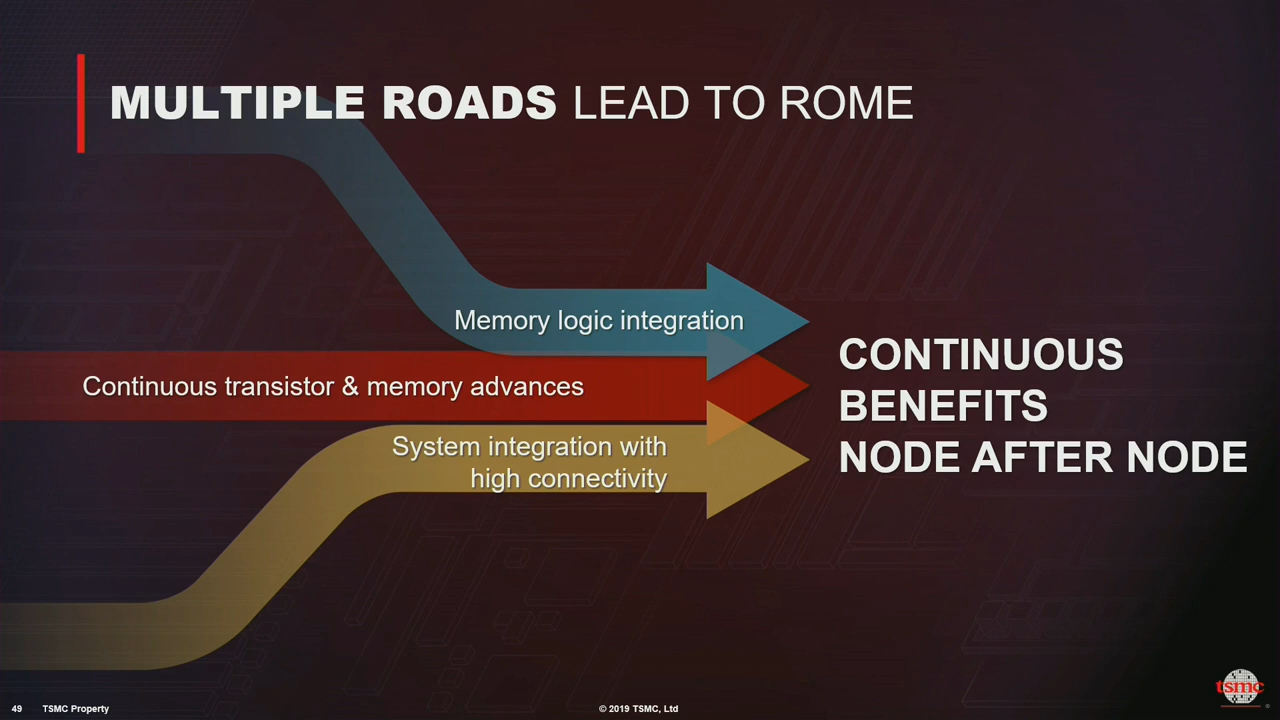 MULTIPLE ROADS LEAD TO ROME
Memory logic integration
Continuous transistor & memory advances
System integration with
high connectivity
CONTINUOUS
BENEFITS
NODE AFTER NODE
49 TSMC Property
© 2019 TSMC, Ltd
tsmc
®